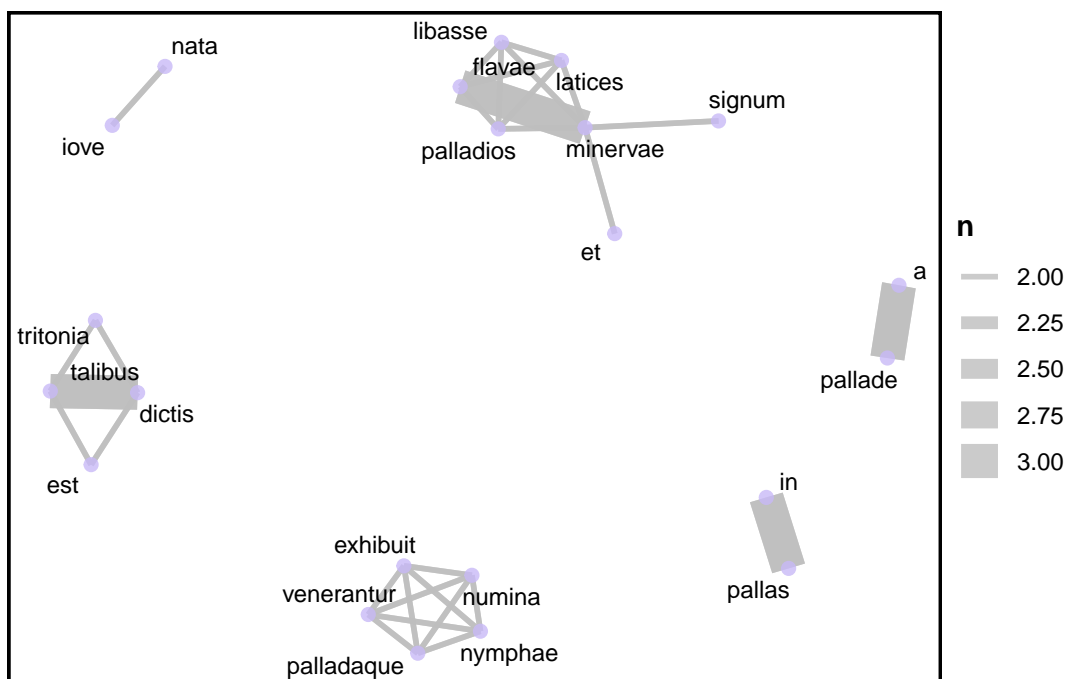 libasse
nata
flavae
latices
signum
iove
palladios
minervae
n
et
a
2.00
2.25
tritonia
talibus
2.50
pallade
dictis
2.75
3.00
est
in
exhibuit
venerantur
numina
pallas
nymphae
palladaque